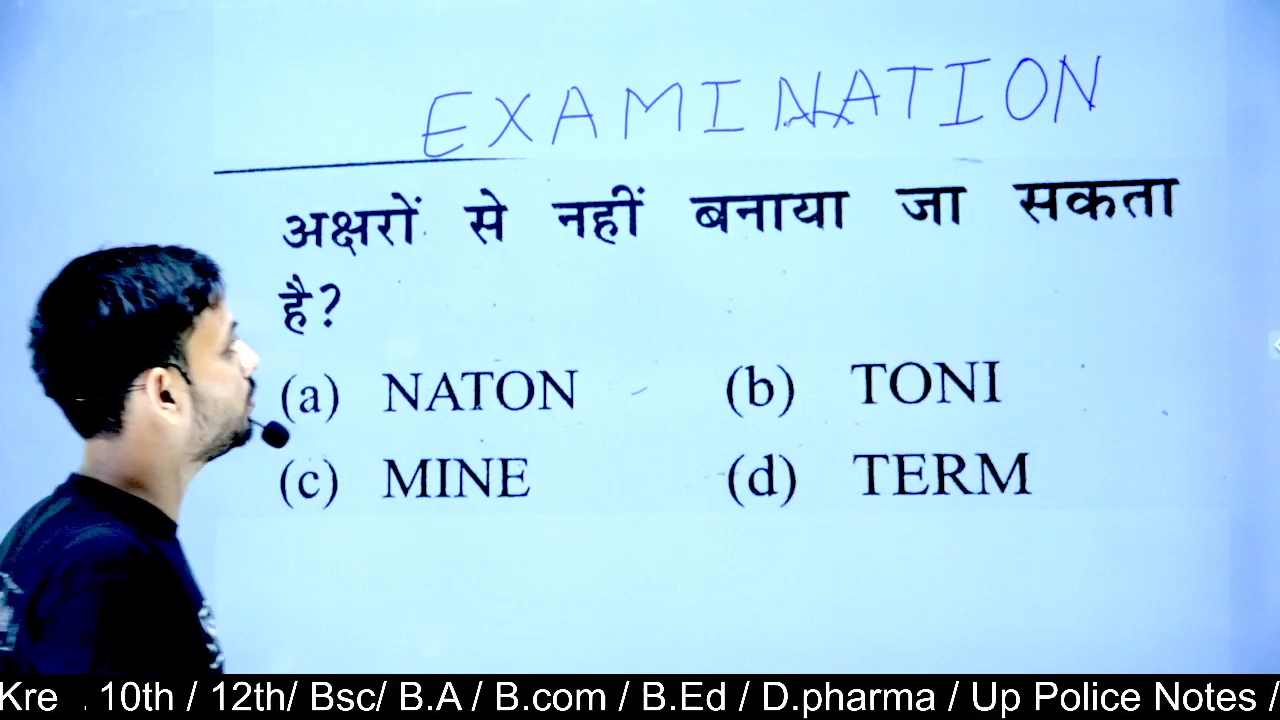 EXAMINATION
अक्षरों से नहीं बनाया जा सकता
है?
(a) NATON (b) TONI
(c) MINE (d) TERM
Kre . 10th / 12th/ Bsc/ B.A / B.com / B.Ed / D.pharma / Up Police Notes /